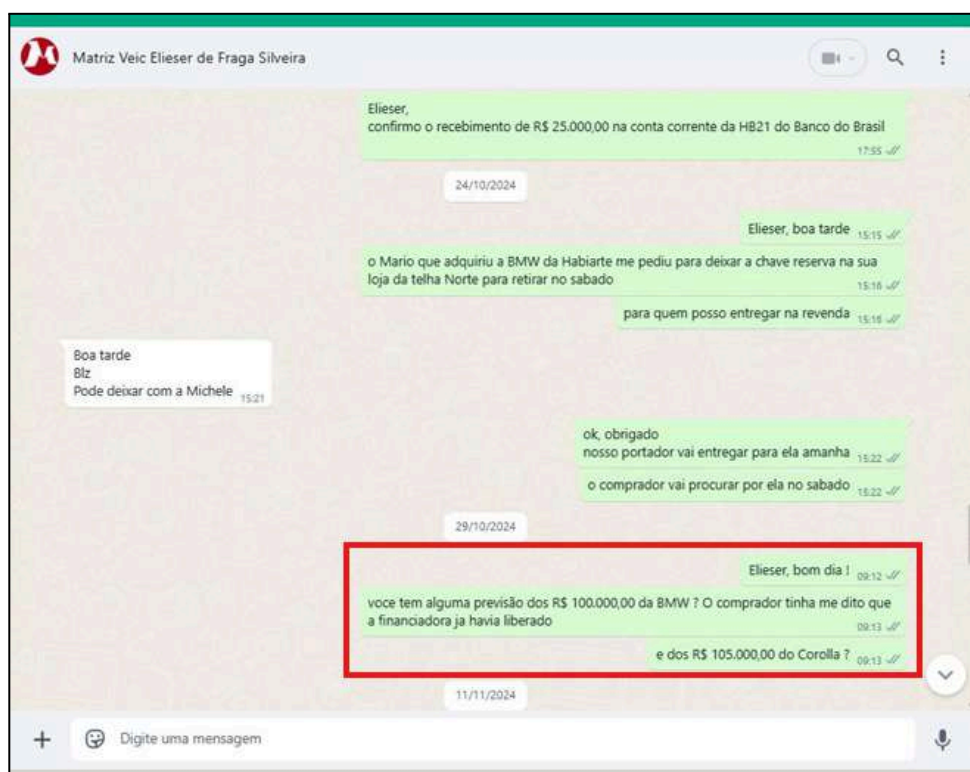 Matriz Veic Elieser de Fraga Silveira
Elieser,
confirmo o recebimento de R$ 25.000,00 na conta corrente da HB21 do Banco do Brasil
17:55
24/10/2024
Elieser, boa tarde 15:15
o Mario que adquiriu a BMW da Habiarte me pediu para deixar a chave reserva na sua
loja da telha Norte para retirar no sabado
15:16
para quem posso entregar na revenda 15:16
Boa tarde
Blz
Pode deixar com a Michele 15:21
ok, obrigado
nosso portador vai entregar para ela amanha 15:22
o comprador vai procurar por ela no sabado 15:22
29/10/2024
Elieser, bom dia ! 09:12
voce tem alguma previsão dos R$ 100.000,00 da BMW ? O comprador tinha me dito que
a financiadora ja havia liberado
09:13
e dos R$ 105.000,00 do Corolla ? 09:13
11/11/2024
Digite uma mensagem